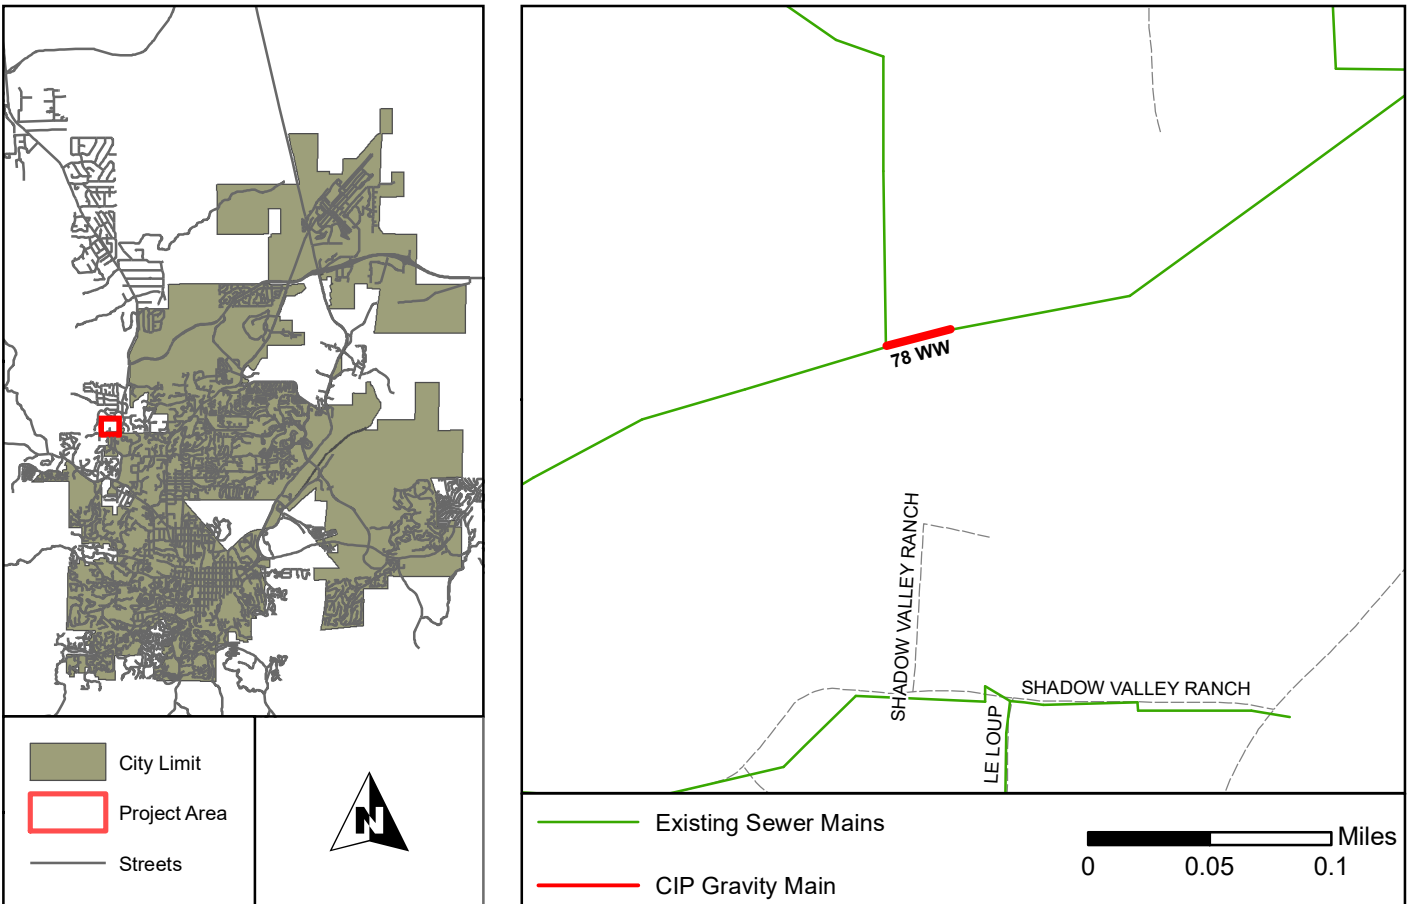 78 WW
SHADOW VALLEY RANCH
SHADOW VALLEY RANCH
LE LOUP
City Limit
Project Area
Streets
N
Existing Sewer Mains
CIP Gravity Main
Miles
0 0.05 0.1